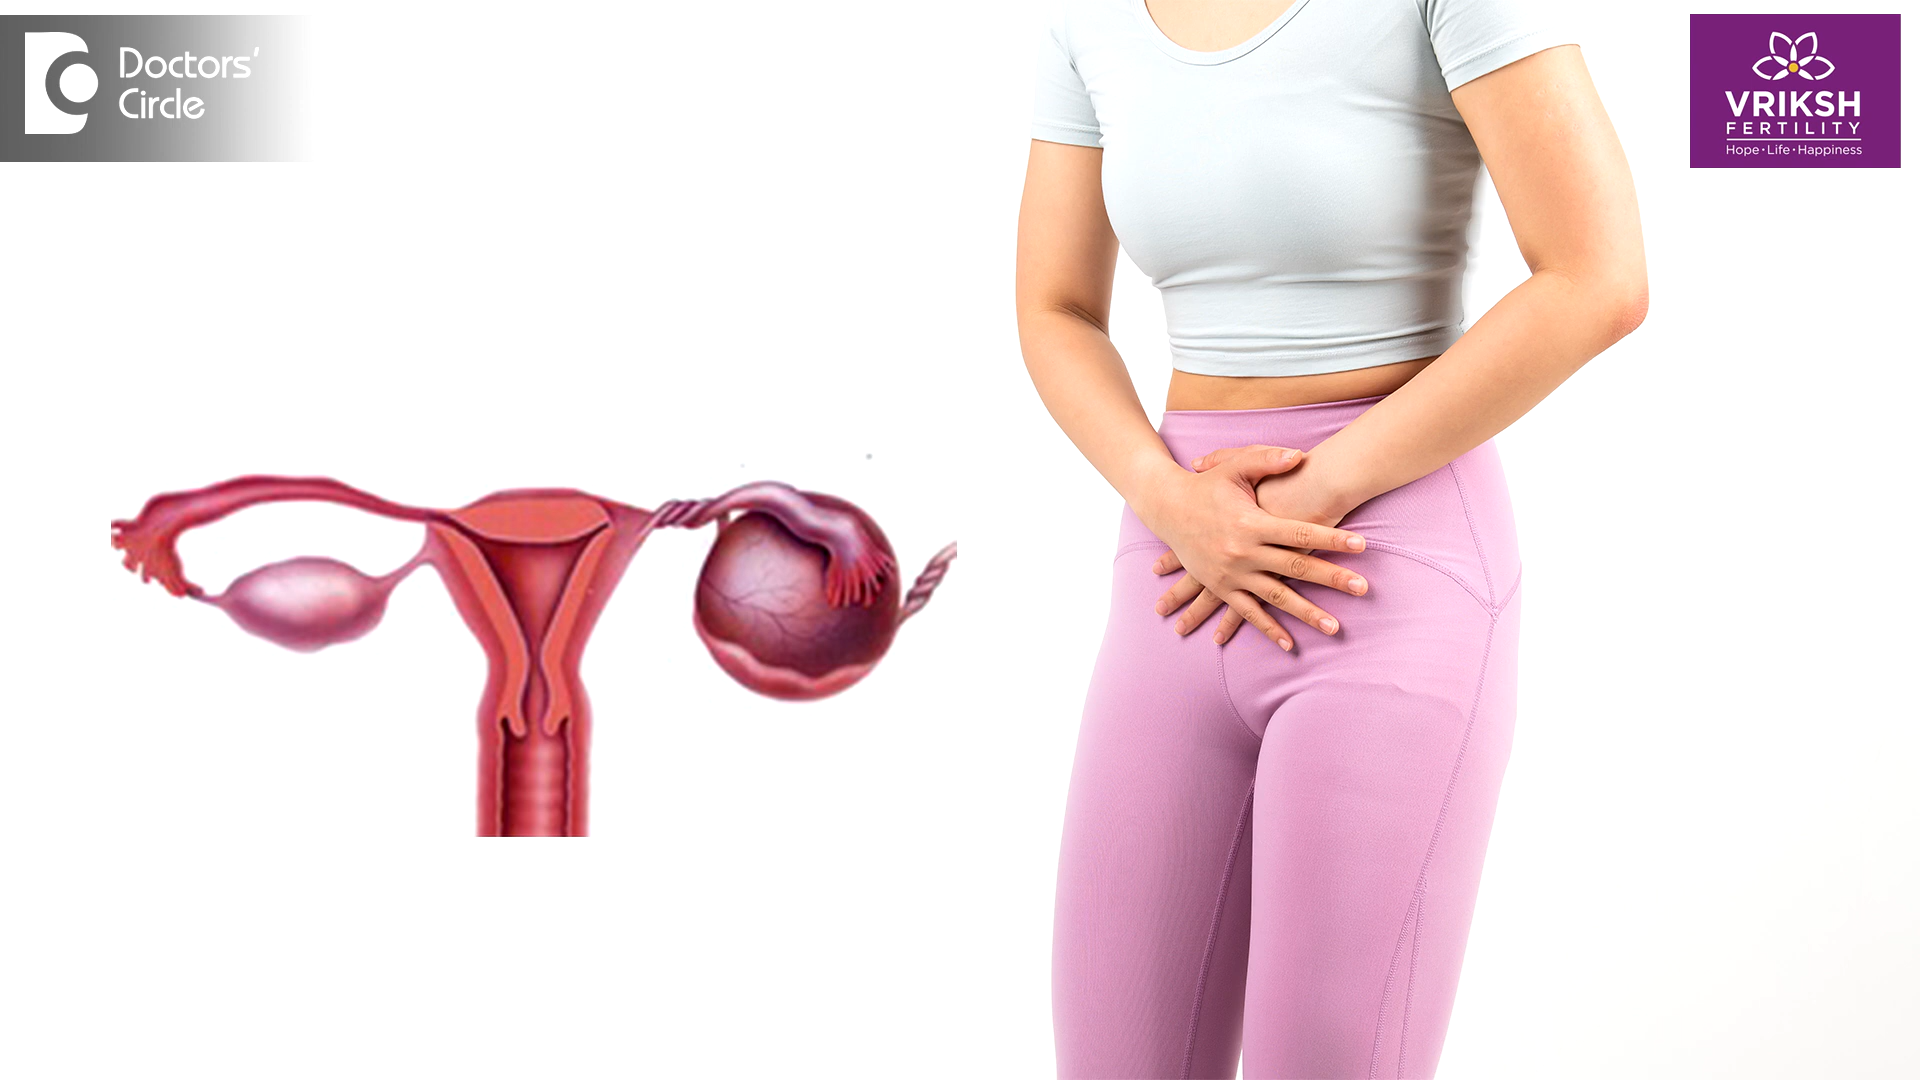 Doctors'
Circle
VRIKSH
FERTILITY
Hope · Life · Happiness